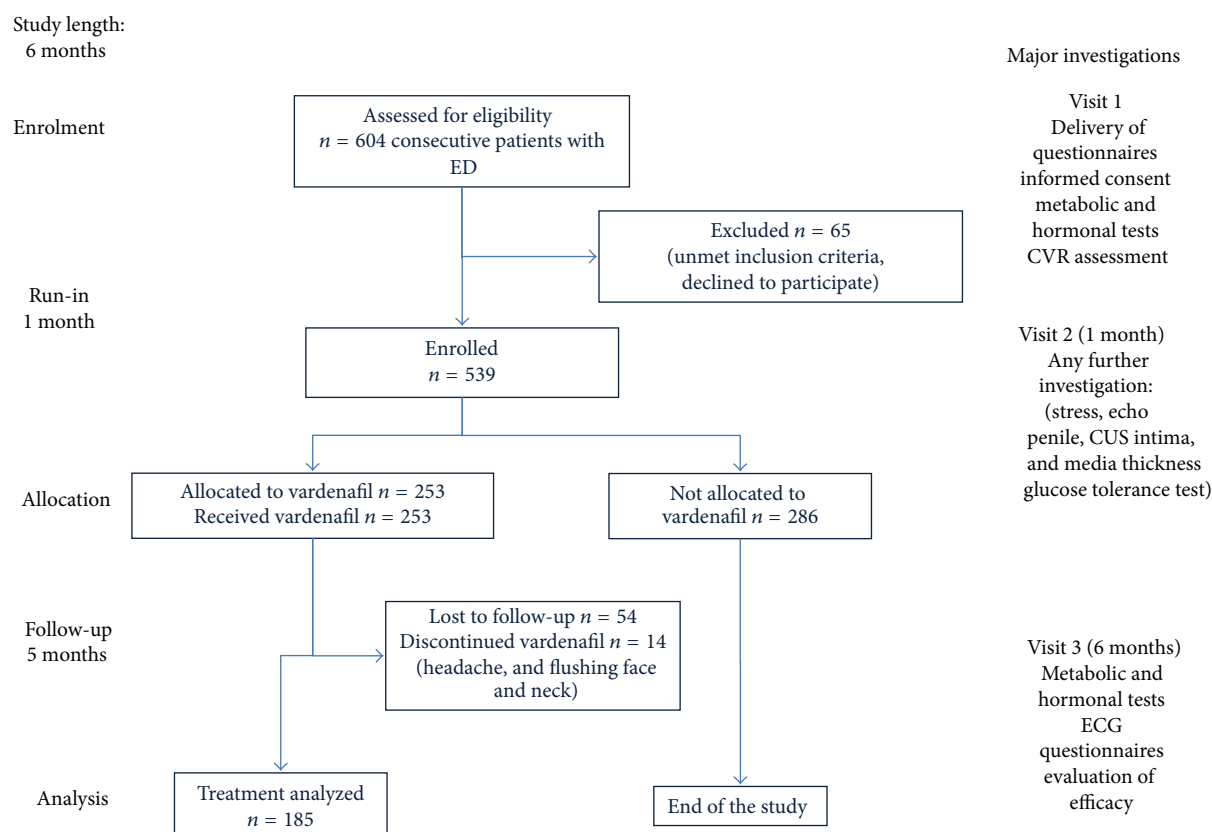 Study length:
6 months
Major investigations
Enrolment
Assessed for eligibility
n = 604 consecutive patients with
ED
Visit 1
Delivery of
questionnaires
informed consent
metabolic and
hormonal tests
CVR assessment
Excluded n = 65
(unmet inclusion criteria,
declined to participate)
Run-in
1 month
Enrolled
n = 539
Visit 2 (1 month)
Any further
investigation:
(stress, echo
penile, CUS intima,
and media thickness
glucose tolerance test)
Allocation
Allocated to vardenafil n = 253
Received vardenafil n = 253
Not allocated to
vardenafil n = 286
Follow-up
5 months
Lost to follow-up n = 54
Discontinued vardenafil n = 14
(headache, and flushing face
and neck)
Visit 3 (6 months)
Metabolic and
hormonal tests
ECG
questionnaires
evaluation of
efficacy
Analysis
Treatment analyzed
n = 185
End of the study